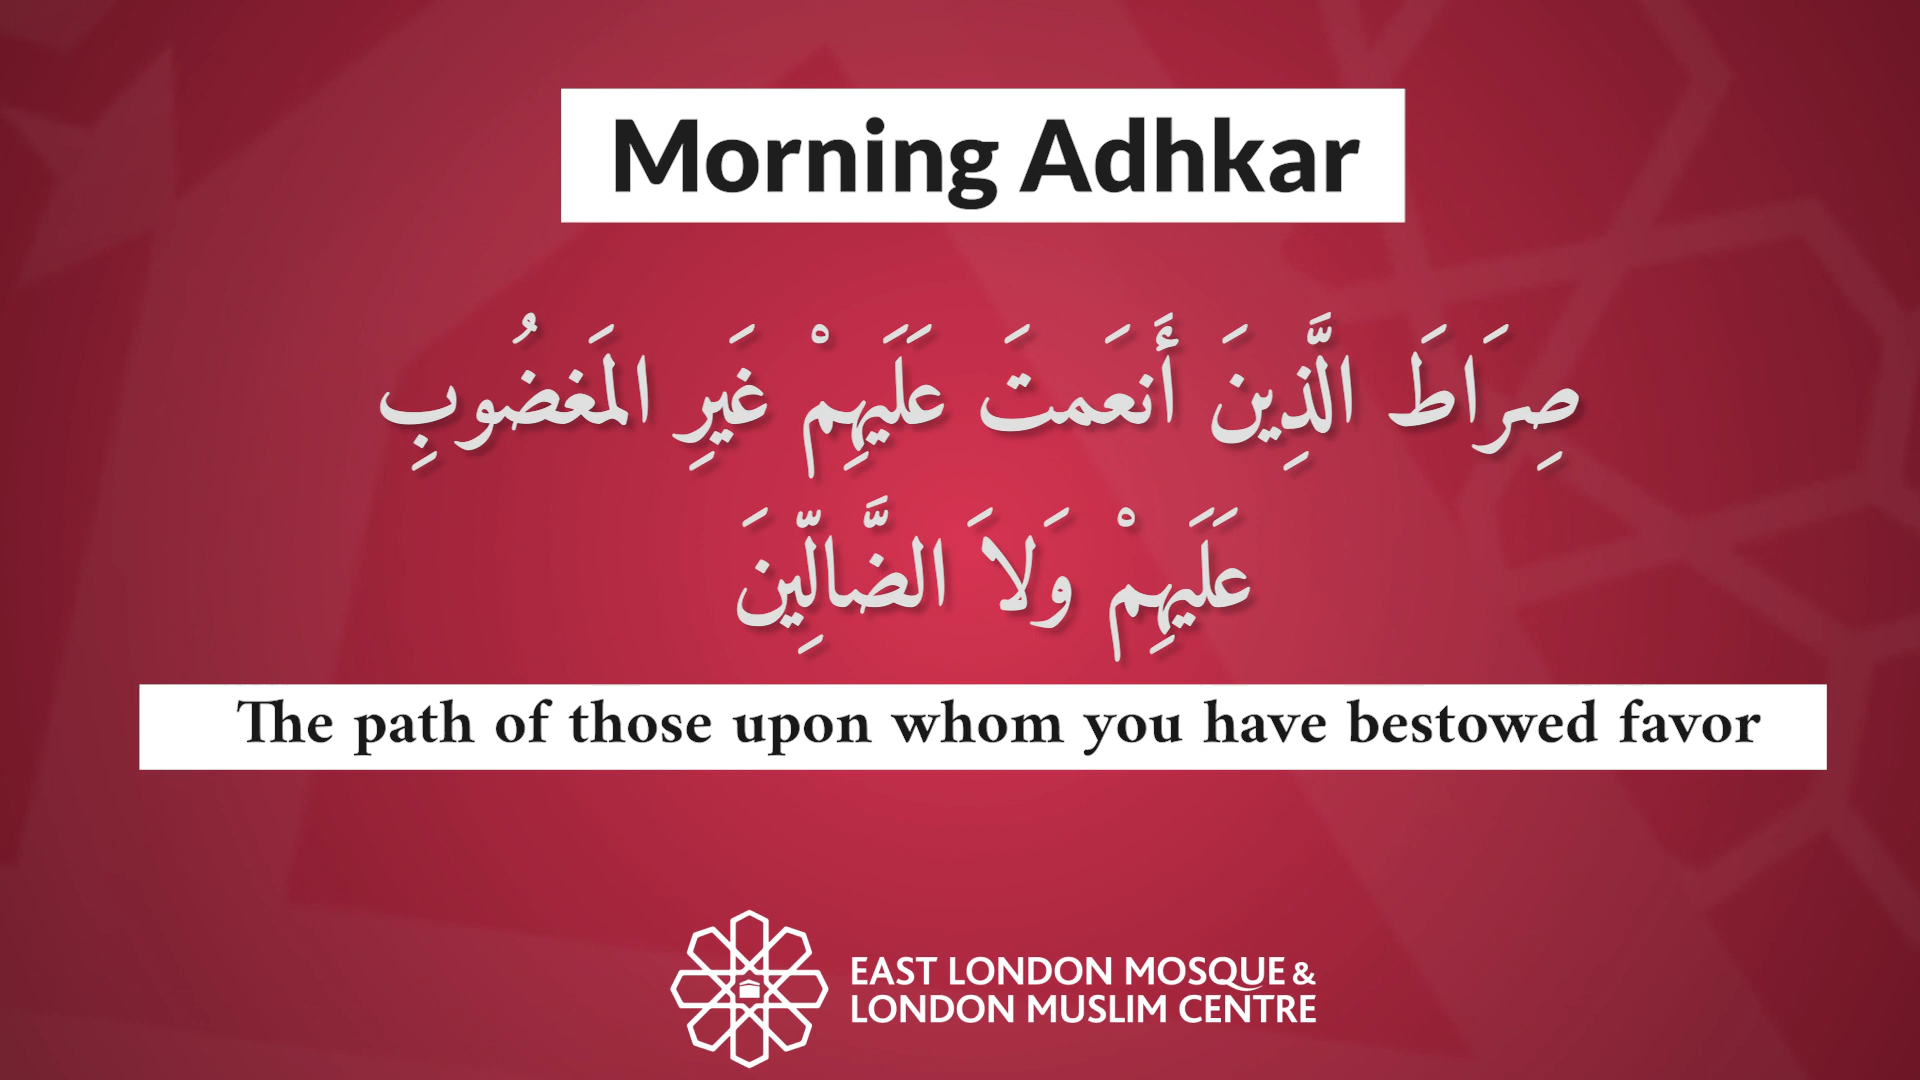 Morning Adhkar
صِرَاطَ الَّذِينَ أَنعَمتَ عَلَيهِمْ غَيرِ المَغضُوبِ
عَلَيهِمْ وَلاَ الضَّالِّينَ
The path of those upon whom you have bestowed favor
EAST LONDON MOSQUE &
LONDON MUSLIM CENTRE